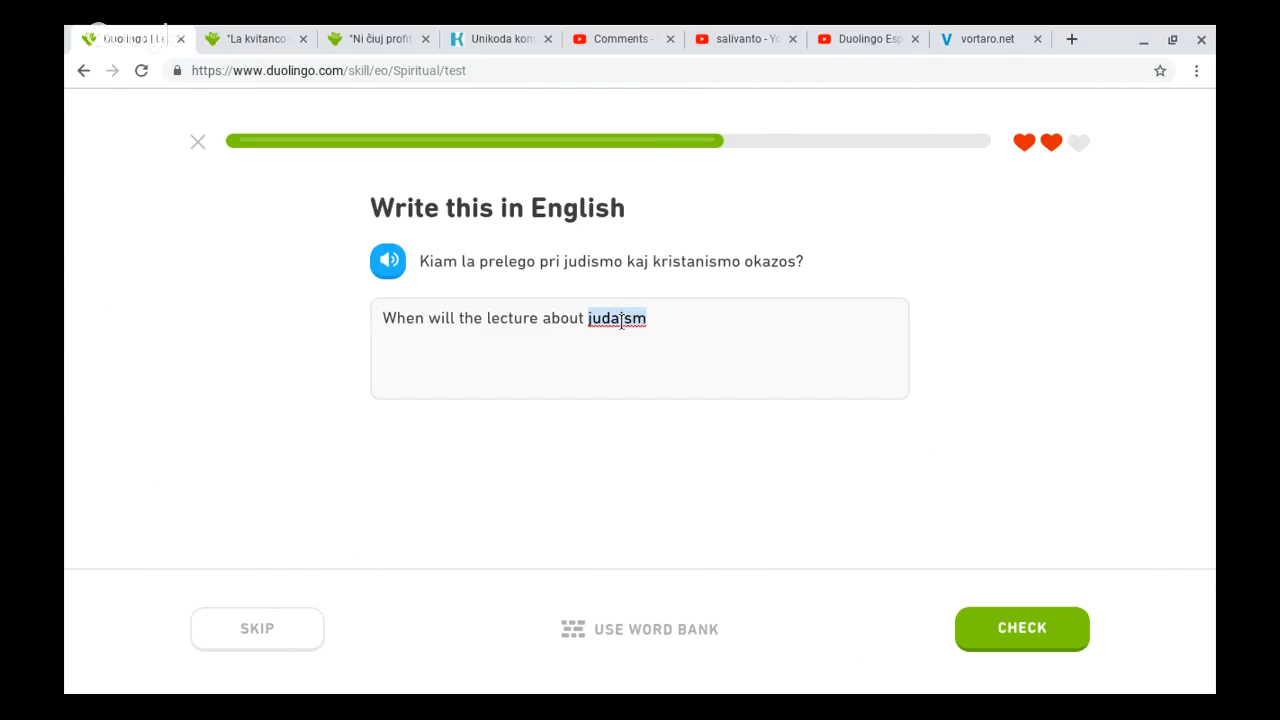 Duolingo | Le
"La kvitanco
"Ni ĉiuj profit
Unikoda kon
Comments -
salivanto - Yo
Duolingo Esp
vortaro.net
https://www.duolingo.com/skill/eo/Spiritual/test
Write this in English
Kiam la prelego pri judismo kaj kristanismo okazos?
When will the lecture about judaism
SKIP
USE WORD BANK
CHECK